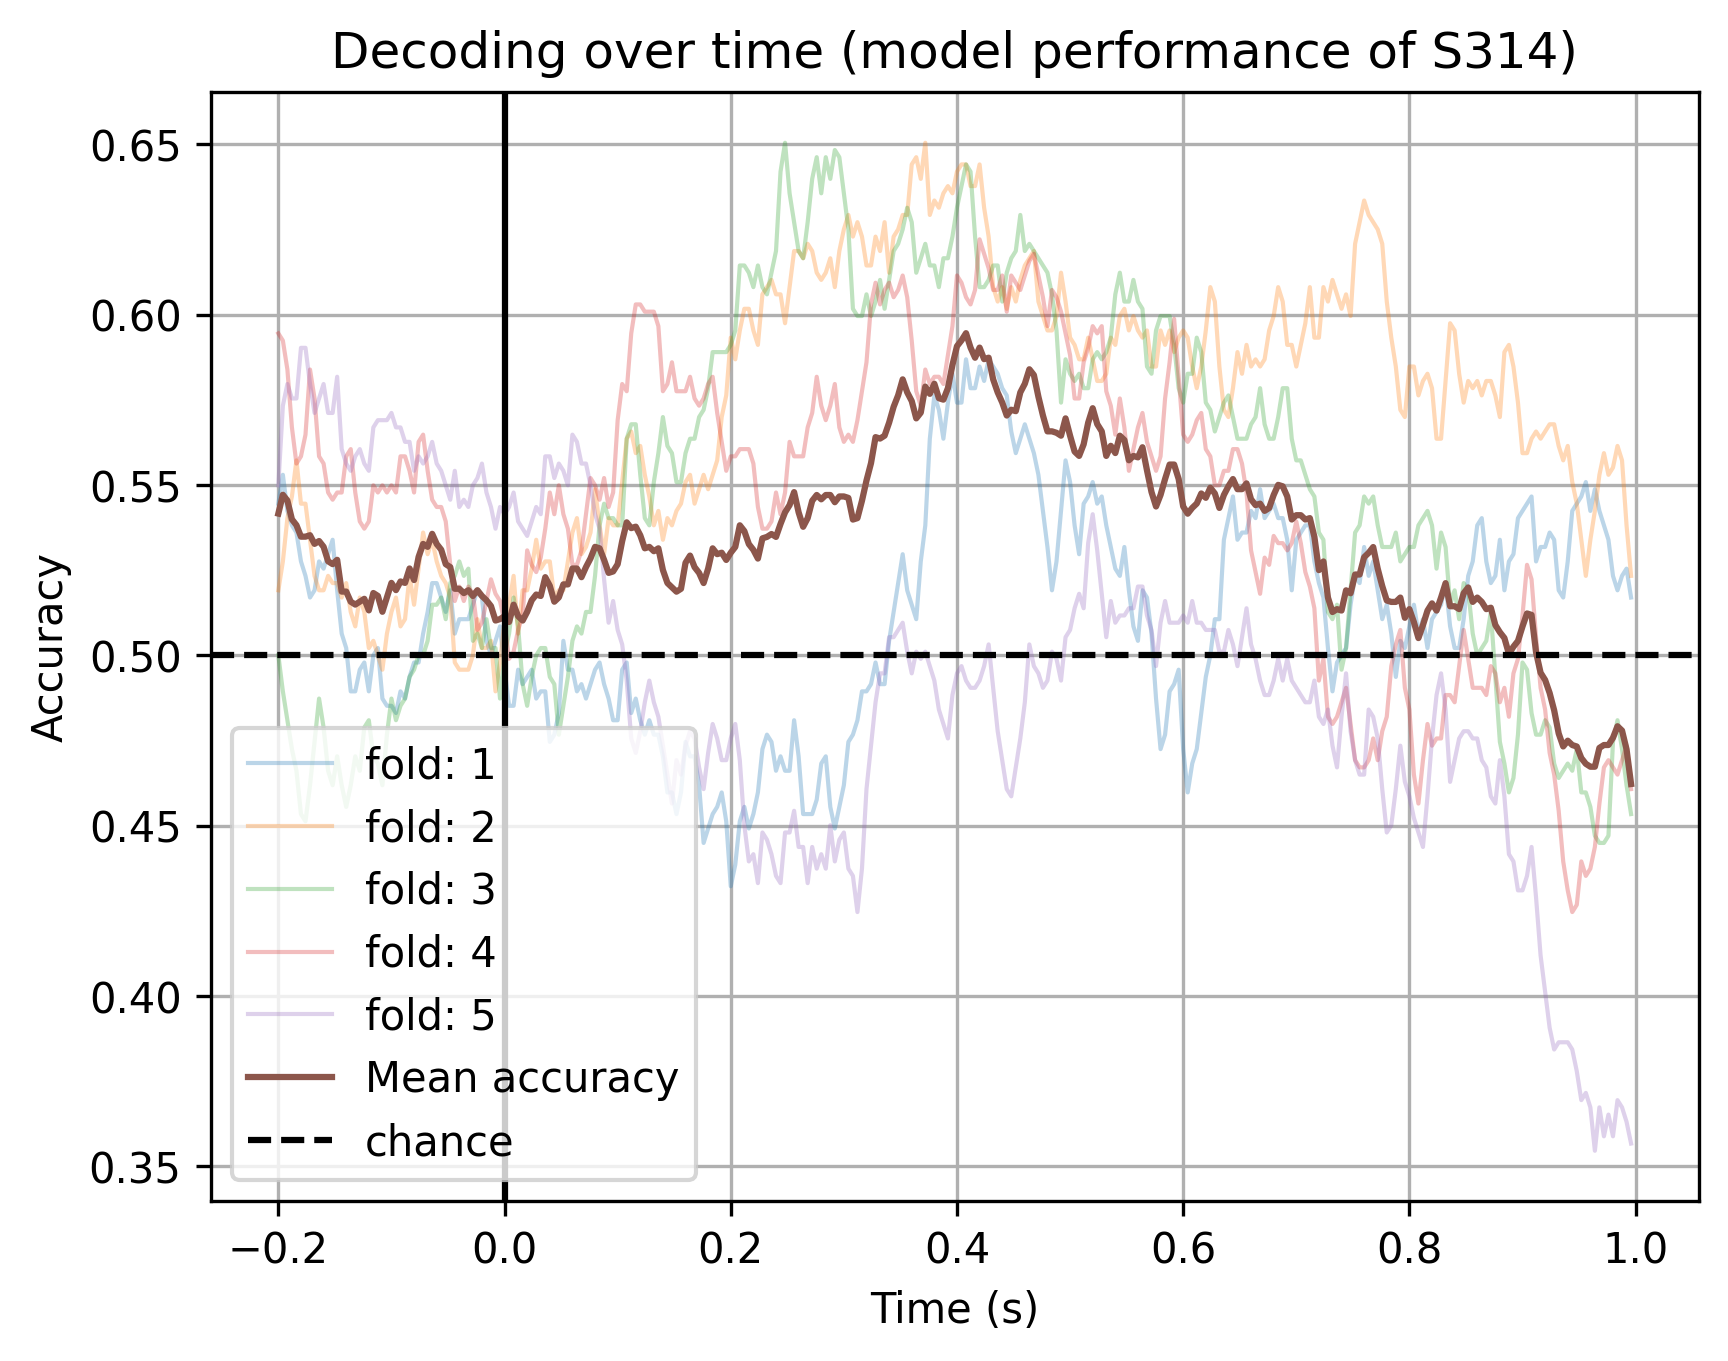 Decoding over time (model performance of S314)
Accuracy
0.65
0.60
0.55
0.50
0.45
0.40
0.35
fold: 1
fold: 2
fold: 3
fold: 4
fold: 5
Mean accuracy
chance
−0.2 0.0 0.2 0.4 0.6 0.8 1.0
Time (s)